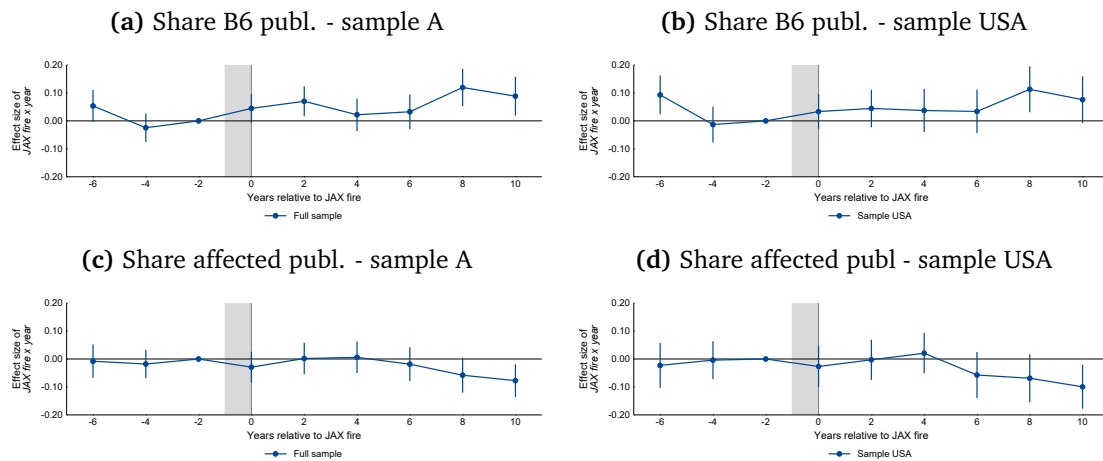 (a) Share B6 publ. - sample A
0.20
0.10
0.00
-0.10
-0.20
Effect size of
JAX fire x year
-6 -4 -2 0 2 4 6 8 10
Years relative to JAX fire
Full sample
(b) Share B6 publ. - sample USA
0.20
0.10
0.00
-0.10
-0.20
Effect size of
JAX fire x year
-6 -4 -2 0 2 4 6 8 10
Years relative to JAX fire
Sample USA
(c) Share affected publ. - sample A
0.20
0.10
0.00
-0.10
-0.20
Effect size of
JAX fire x year
-6 -4 -2 0 2 4 6 8 10
Years relative to JAX fire
Full sample
(d) Share affected publ - sample USA
0.20
0.10
0.00
-0.10
-0.20
Effect size of
JAX fire x year
-6 -4 -2 0 2 4 6 8 10
Years relative to JAX fire
Sample USA